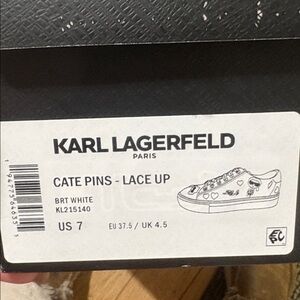 KARL LAGERFELD
PARIS
CATE PINS - LACE UP
BRT WHITE
KL215140
US 7 EU 37.5 / UK 4.5